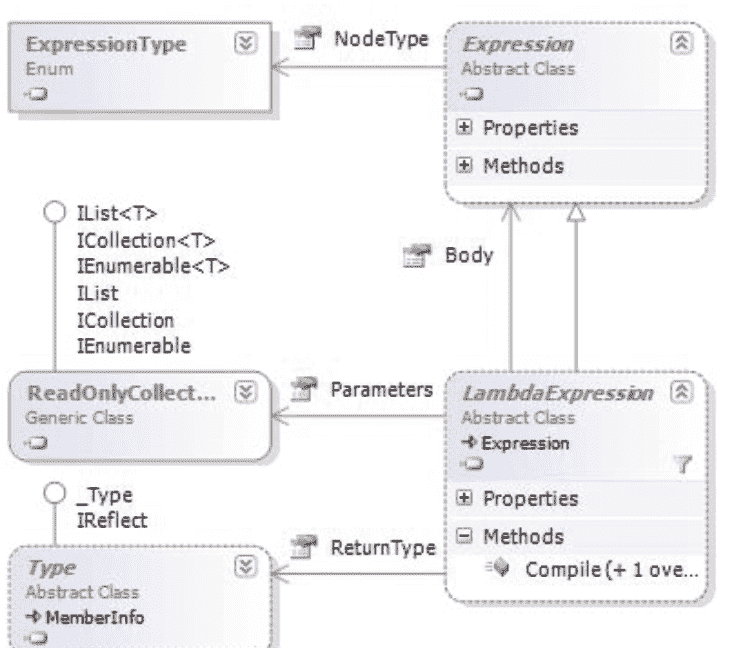 ExpressionType
Enum
NodeType
Expression
Abstract Class
Properties
Methods
IList<T>
ICollection<T>
IEnumerable<T>
IList
ICollection
IEnumerable
Body
ReadOnlyCollect...
Generic Class
Parameters
LambdaExpression
Abstract Class
Expression
Properties
Methods
Compile (+ 1 ove...
_Type
IReflect
ReturnType
Type
Abstract Class
MemberInfo